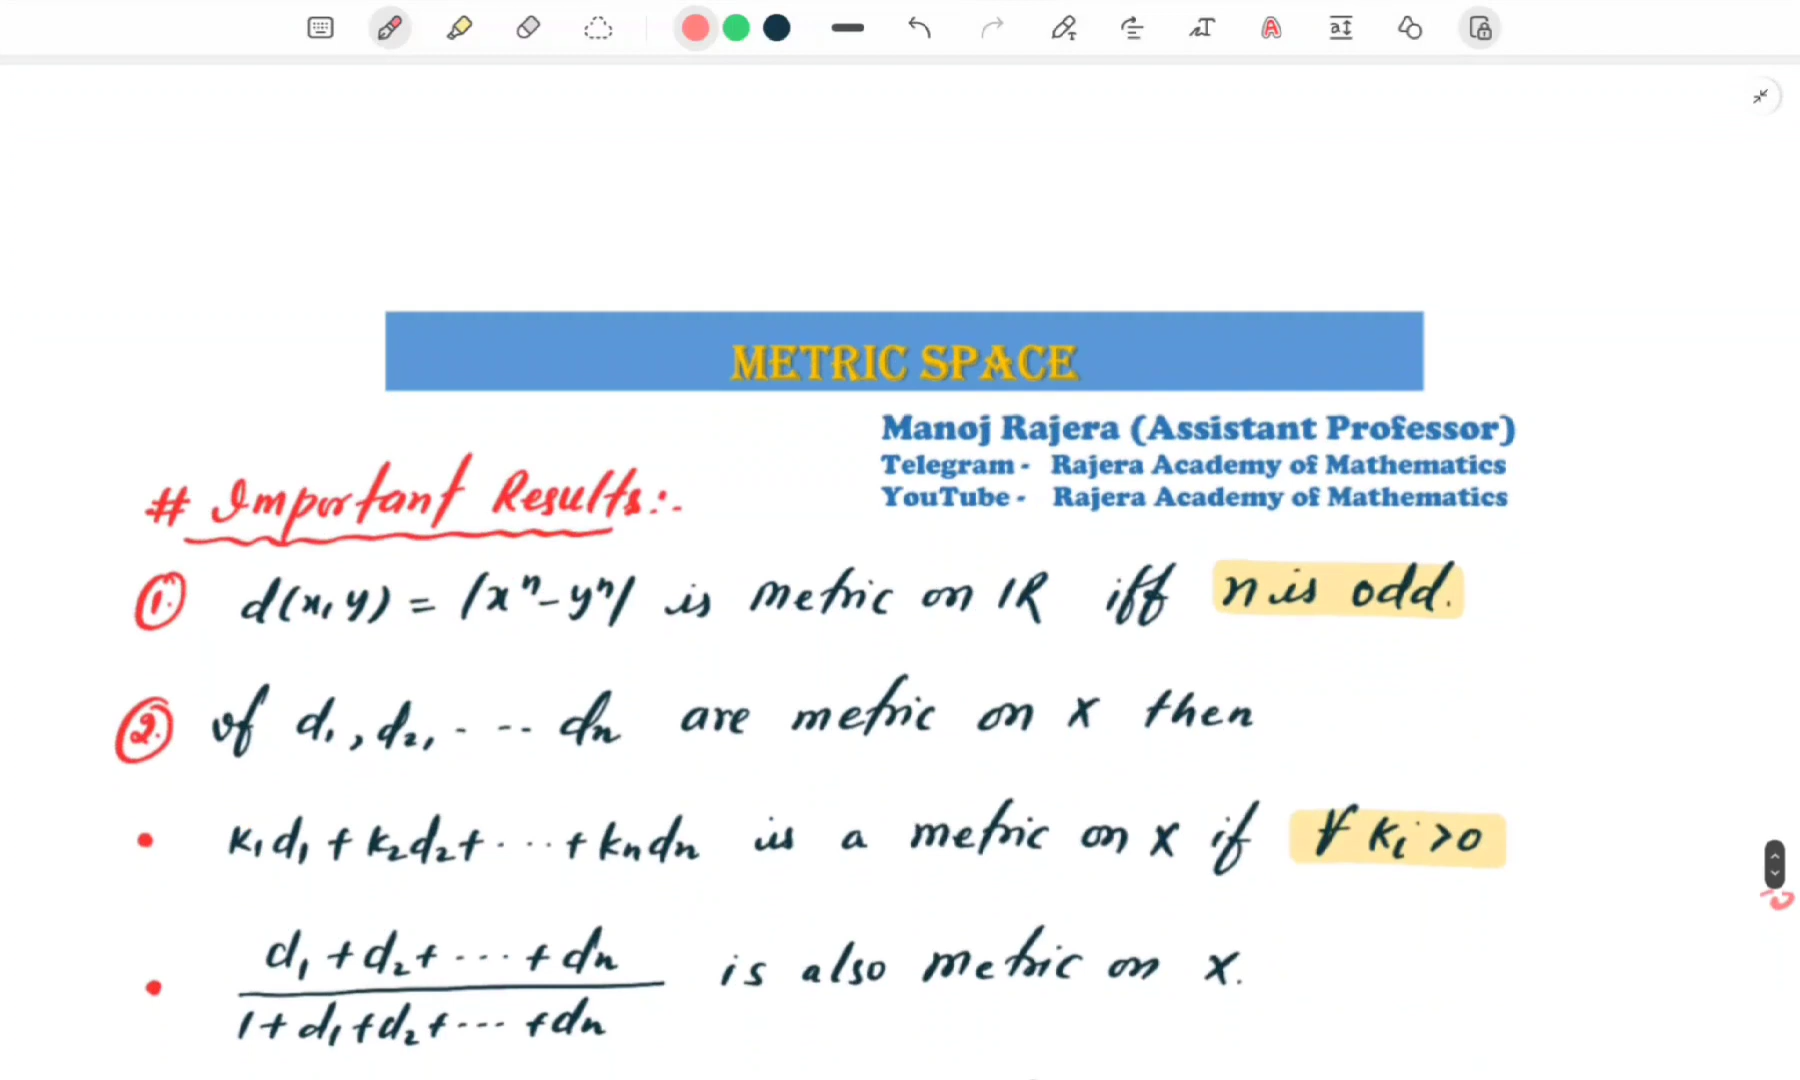 METRIC SPACE
Manoj Rajera (Assistant Professor)
Telegram - Rajera Academy of Mathematics
YouTube - Rajera Academy of Mathematics
# Important Results:-
1. d(x,y) = |xⁿ-yⁿ| is metric on IR iff n is odd.
2. If d₁, d₂, - -- dn are metric on X then
• K₁d₁ + K₂d₂ + ... + Kndn is a metric on X if ∀ Ki > 0
• d₁ + d₂ + ... + dn / 1 + d₁ + d₂ + --- + dn is also metric on X.